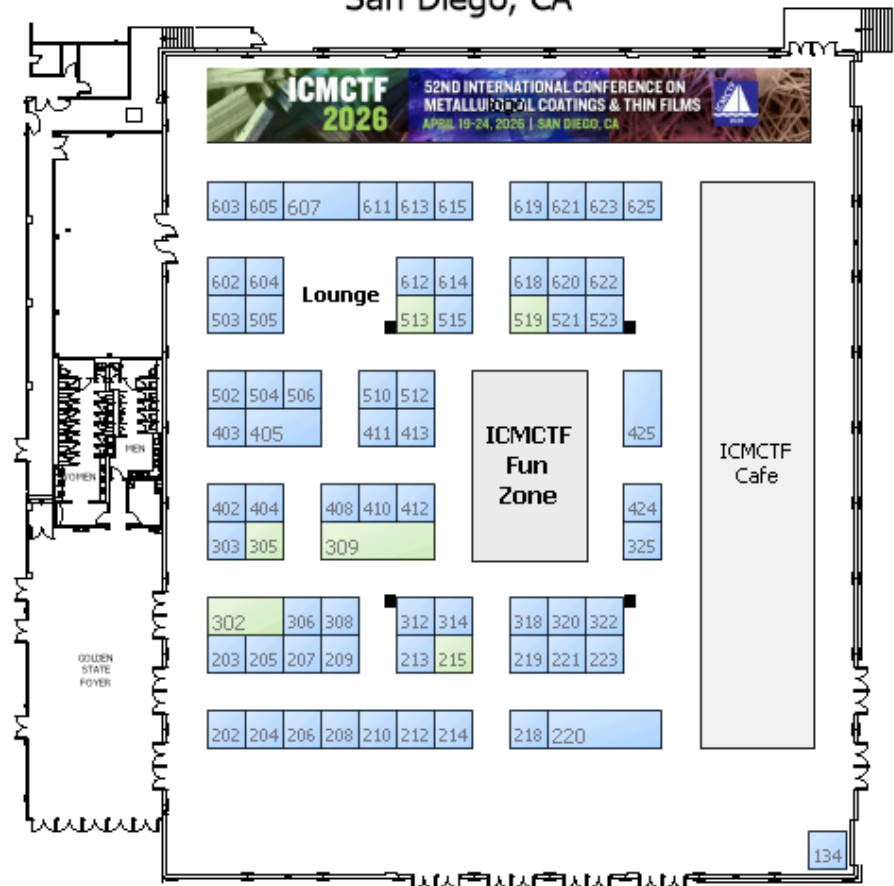 San Diego, CA
ICMCTF
2026
52ND INTERNATIONAL CONFERENCE ON
COATINGS & THIN FILMS
APRIL 19-24, 2026 | SAN DIEGO, CA
603 605 607 611 613 615 619 621 623 625
602 604 612 614 618 620 622
Lounge
503 505 513 515 519 521 523
502 504 506 510 512
403 405 411 413 425
ICMCTF
Fun
Zone
ICMCTF
Cafe
MEN
402 404 408 410 412 424
303 305 309 325
302 306 308 312 314 318 320 322
203 205 207 209 213 215 219 221 223
GOLDEN
STATE
FOYER
202 204 206 208 210 212 214 218 220
134